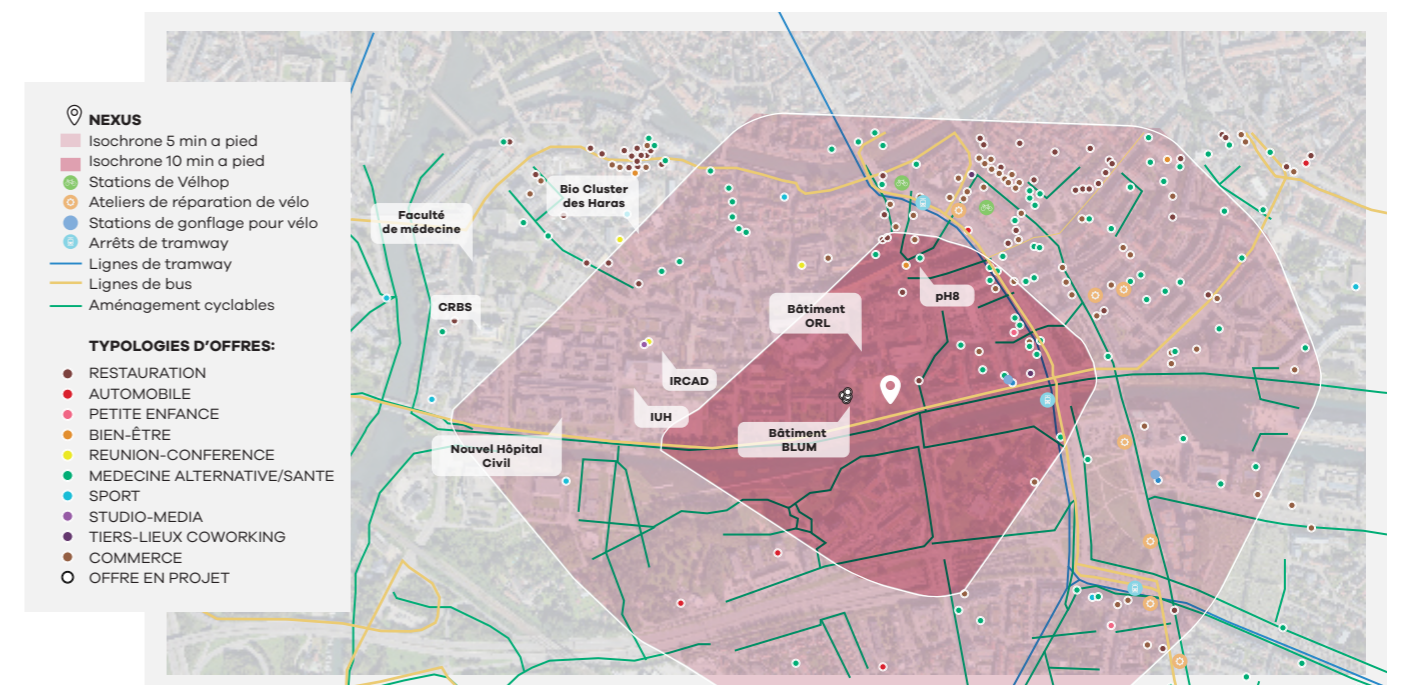 NEXUS
Isochrone 5 min a pied
Isochrone 10 min a pied
Stations de Vélhop
Ateliers de réparation de vélo
Stations de gonflage pour vélo
Arrêts de tramway
Lignes de tramway
Lignes de bus
Aménagement cyclables
TYPOLOGIES D'OFFRES:
RESTAURATION
AUTOMOBILE
PETITE ENFANCE
BIEN-ÊTRE
REUNION-CONFERENCE
MEDECINE ALTERNATIVE/SANTE
SPORT
STUDIO-MEDIA
TIERS-LIEUX COWORKING
COMMERCE
OFFRE EN PROJET
Bio Cluster
des Haras
Faculté
de médecine
CRBS
pH8
Bâtiment
ORL
IRCAD
IUH
Bâtiment
BLUM
Nouvel Hôpital
Civil